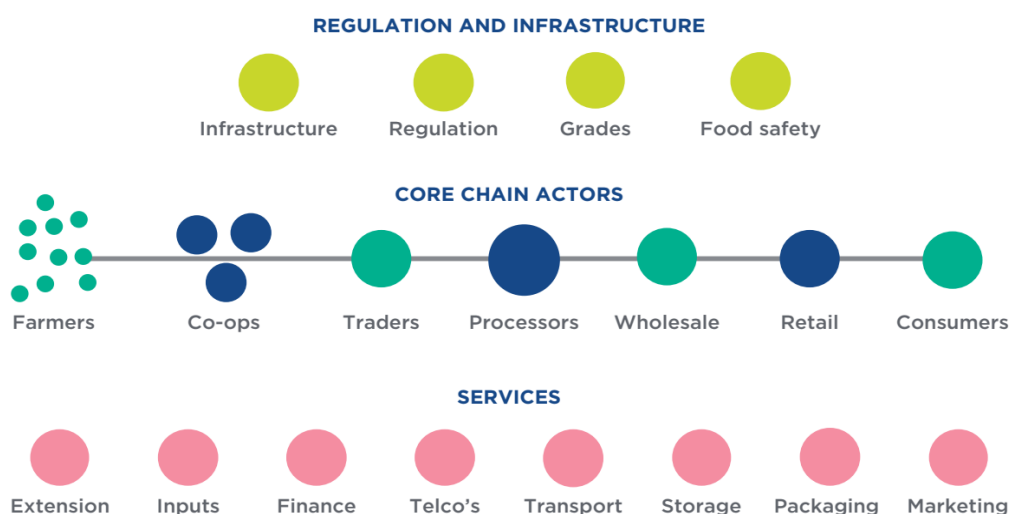 REGULATION AND INFRASTRUCTURE
Infrastructure Regulation Grades Food safety
CORE CHAIN ACTORS
Farmers Co-ops Traders Processors Wholesale Retail Consumers
SERVICES
Extension Inputs Finance Telco’s Transport Storage Packaging Marketing